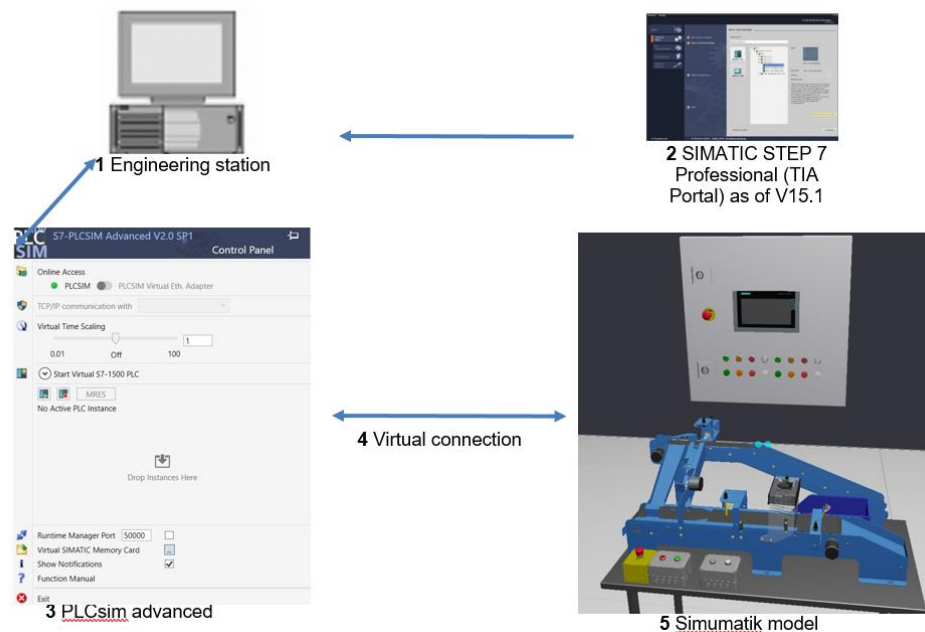 1 Engineering station
2 SIMATIC STEP 7
Professional (TIA
Portal) as of V15.1
PLC
SIM
S7-PLCSIM Advanced V2.0 SP1
Control Panel
Online Access
PLCSIM PLCSIM Virtual Eth. Adapter
TCP/IP communication with
Virtual Time Scaling
1
0.01 Off 100
Start Virtual S7-1500 PLC
MRES
No Active PLC Instance
Drop Instances Here
Runtime Manager Port 50000
Virtual SIMATIC Memory Card
...
Show Notifications
Function Manual
Exit
3 PLCsim advanced
4 Virtual connection
5 Simumatik model